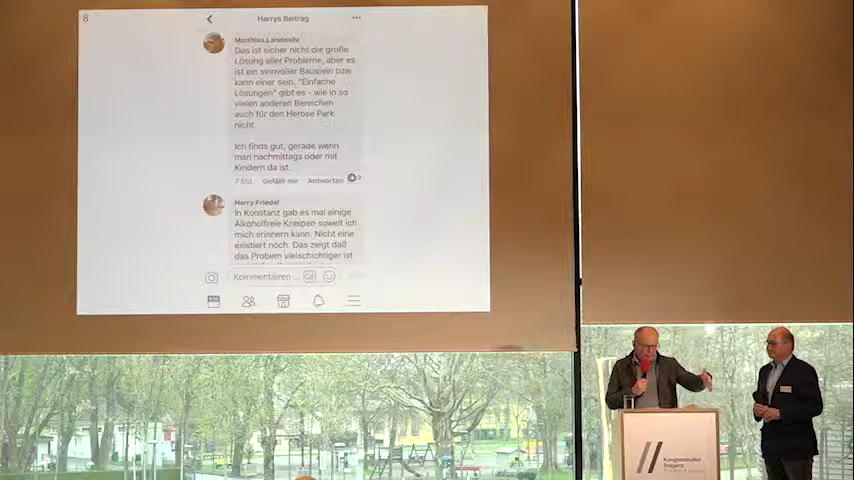 8
Harrys Beitrag
Matthias Landwehr
Das ist sicher nicht die große
Lösung aller Probleme, aber es
ist ein sinnvoller Baustein bzw
kann einer sein. "Einfache
Lösungen" gibt es - wie in so
vielen anderen Bereichen
auch für den Herose Park
nicht.
Ich finds gut, gerade wenn
man nachmittags oder mit
Kindern da ist.
7 Std. Gefällt mir Antworten
Harry Friedel
In Konstanz gab es mal einige
Alkoholfreie Kneipen soweit ich
mich erinnern kann. Nicht eine
existiert noch. Das zeigt daß
das Probem vielschichtiger ist
Kommentieren ... GIF
Kongresskultur
Bregenz